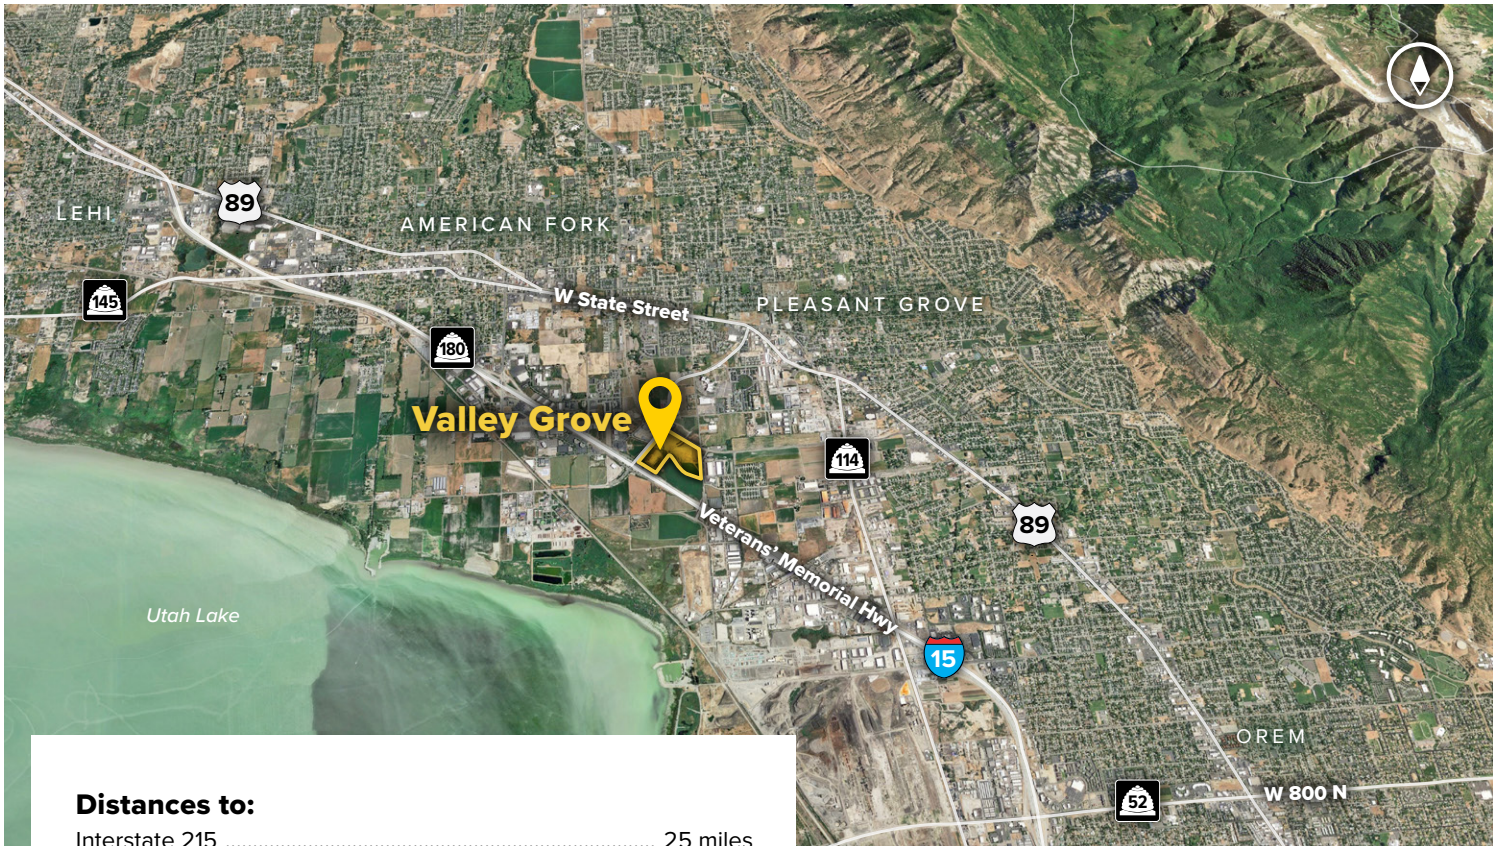 89
LEHI
AMERICAN FORK
145
W State Street
PLEASANT GROVE
180
Valley Grove
114
89
Veterans’ Memorial Hwy
Utah Lake
15
OREM
52
W 800 N
Distances to:
Interstate 215 25 miles